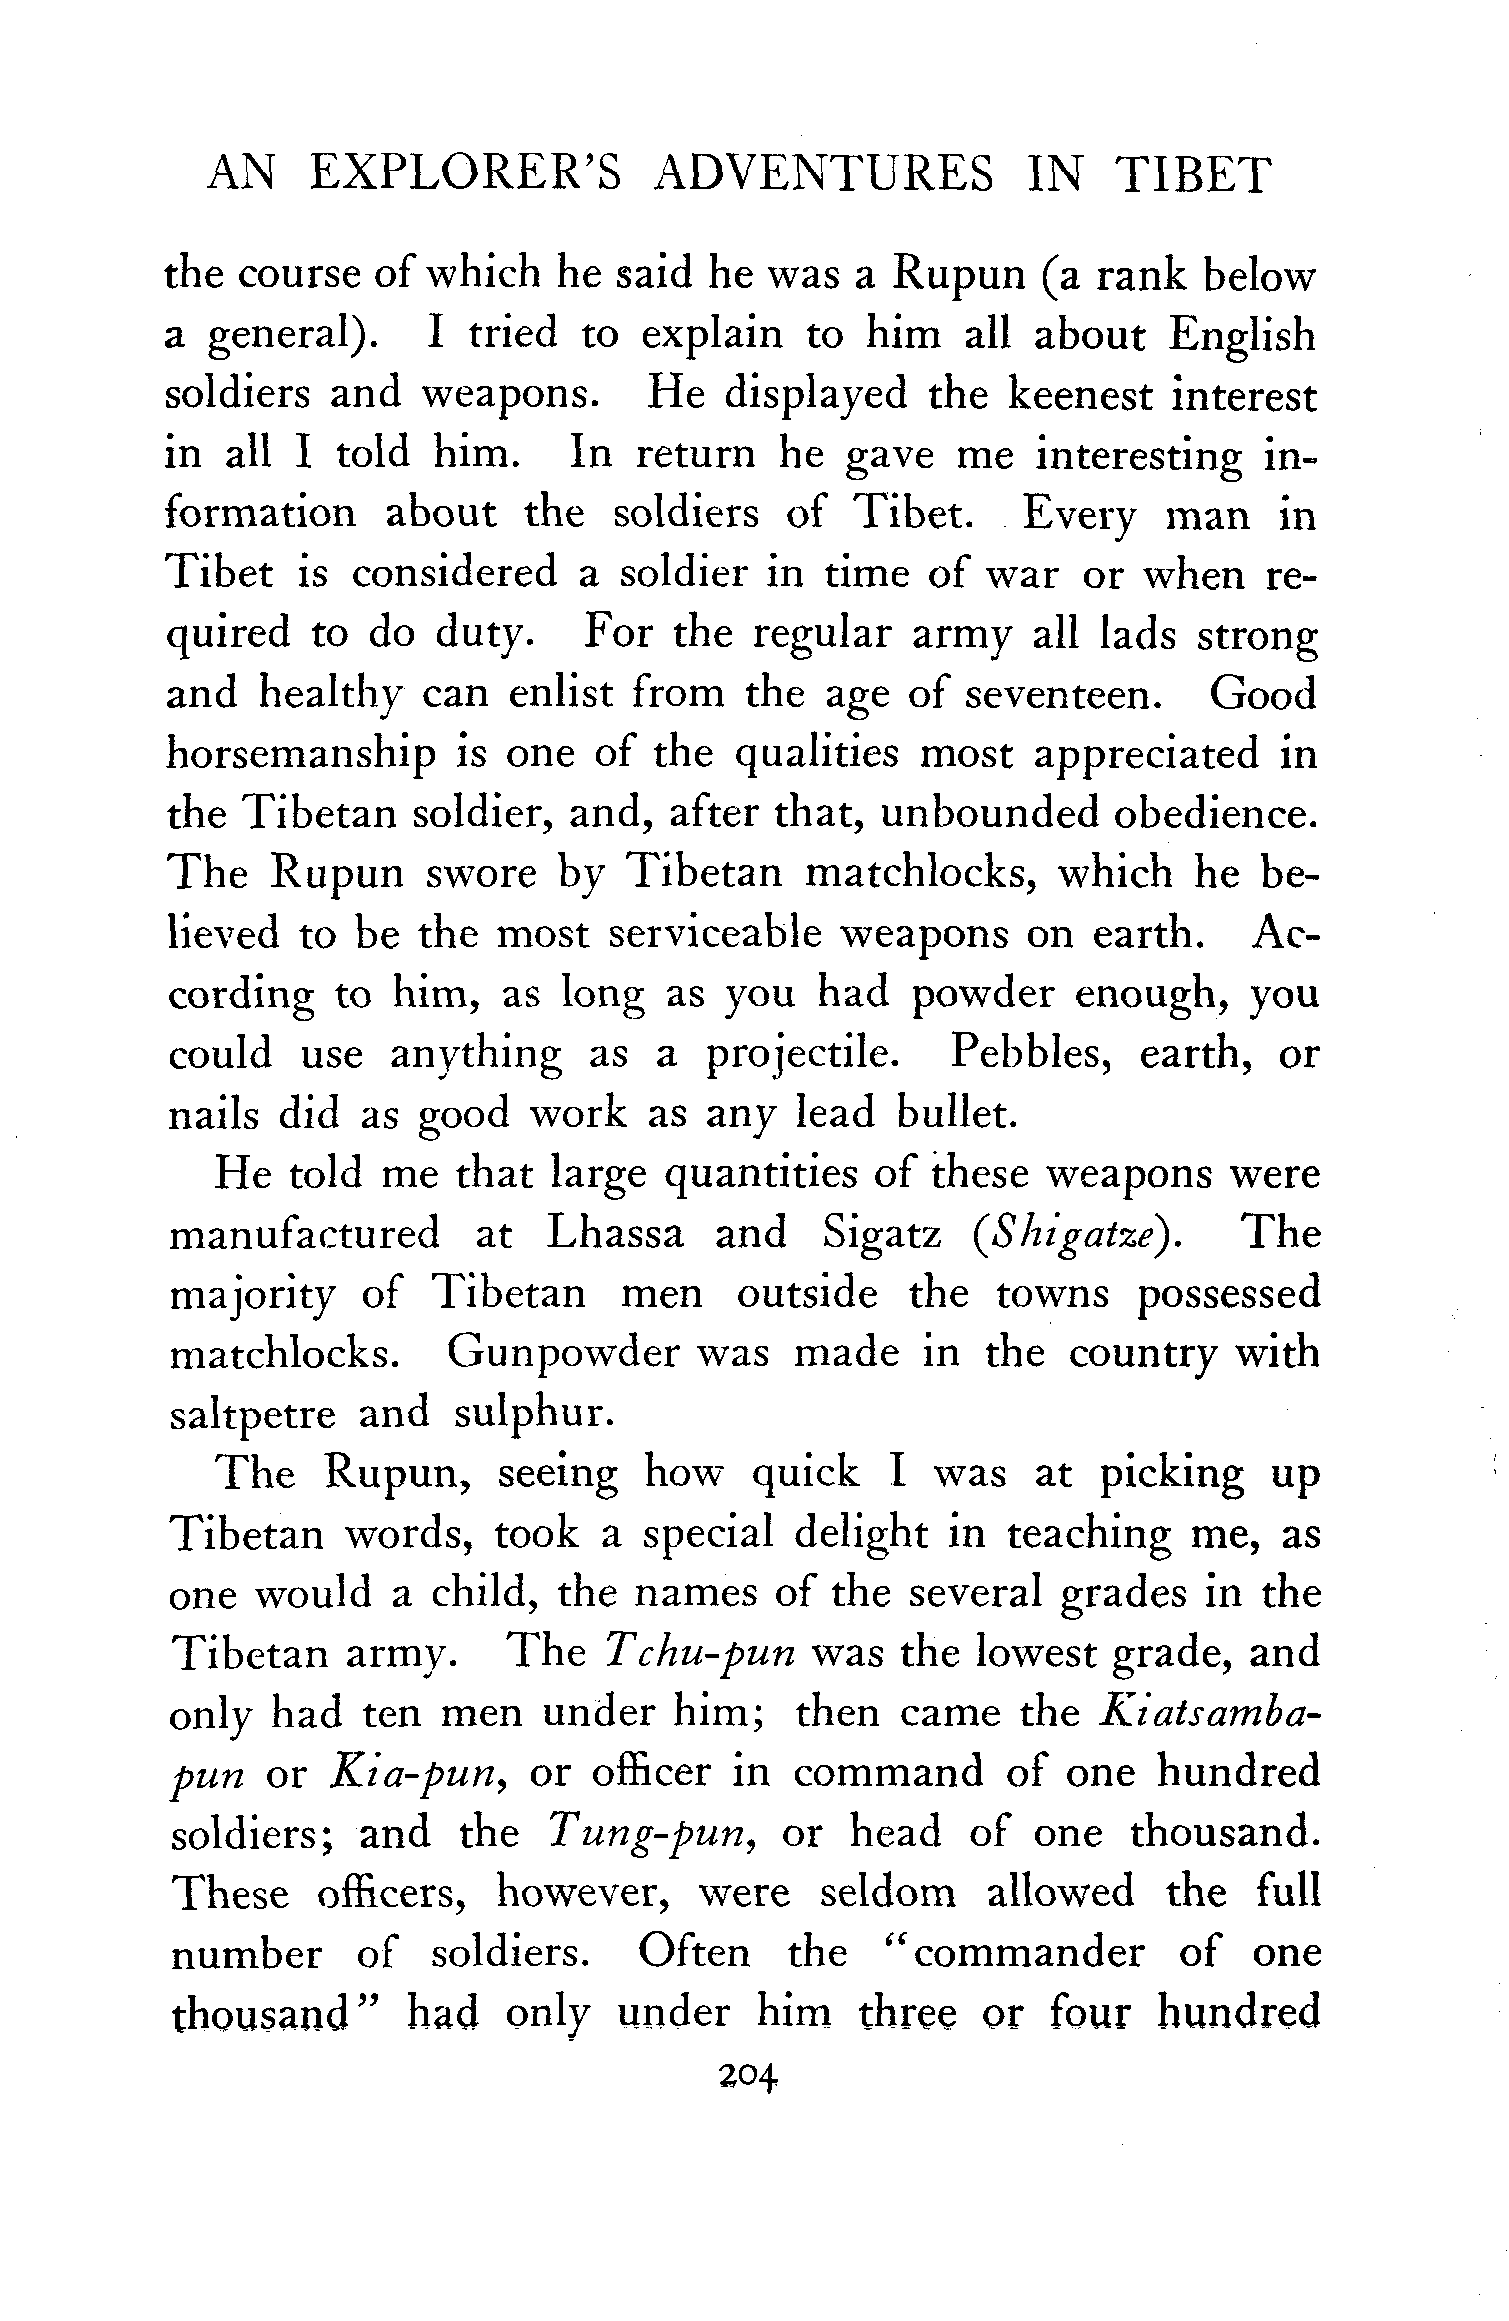 AN EXPLORER'S ADVENTURES IN TIBET
the course of which he said he was a Rupun (a rank below
a general). I tried to explain to him all about English
soldiers and weapons. He displayed the keenest interest
in all I told him. In return he gave me interesting in-
formation about the soldiers of Tibet. Every man in
Tibet is considered a soldier in time of war or when re-
quired to do duty. For the regular army all lads strong
and healthy can enlist from the age of seventeen. Good
horsemanship is one of the qualities most appreciated in
the Tibetan soldier, and, after that, unbounded obedience.
The Rupun swore by Tibetan matchlocks, which he be-
lieved to be the most serviceable weapons on earth. Ac-
cording to him, as long as you had powder enough, you
could use anything as a projectile. Pebbles, earth, or
nails did as good work as any lead bullet.
He told me that large quantities of these weapons were
manufactured at Lhassa and Sigatz (Shigatze). The
majority of Tibetan men outside the towns possessed
matchlocks. Gunpowder was made in the country with
saltpetre and sulphur.
The Rupun, seeing how quick I was at picking up
Tibetan words, took a special delight in teaching me, as
one would a child, the names of the several grades in the
Tibetan army. The Tchu-pun was the lowest grade, and
only had ten men under him; then came the Kiatsamba-
pun or Kia-pun, or officer in command of one hundred
soldiers; and the Tung-pun, or head of one thousand.
These officers, however, were seldom allowed the full
number of soldiers. Often the "commander of one
thousand" had only under him three or four hundred
204